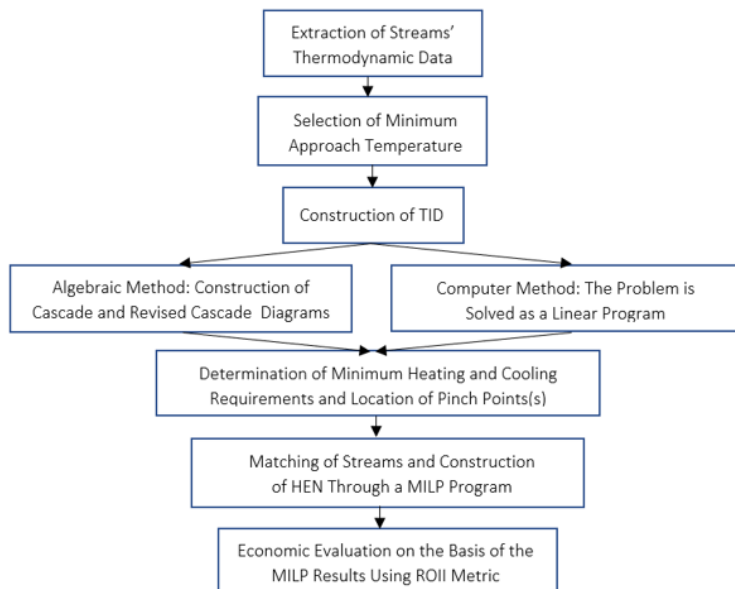 Extraction of Streams'
Thermodynamic Data
Selection of Minimum
Approach Temperature
Construction of TID
Algebraic Method: Construction of
Cascade and Revised Cascade Diagrams
Computer Method: The Problem is
Solved as a Linear Program
Determination of Minimum Heating and Cooling
Requirements and Location of Pinch Points(s)
Matching of Streams and Construction
of HEN Through a MILP Program
Economic Evaluation on the Basis of the
MILP Results Using ROII Metric